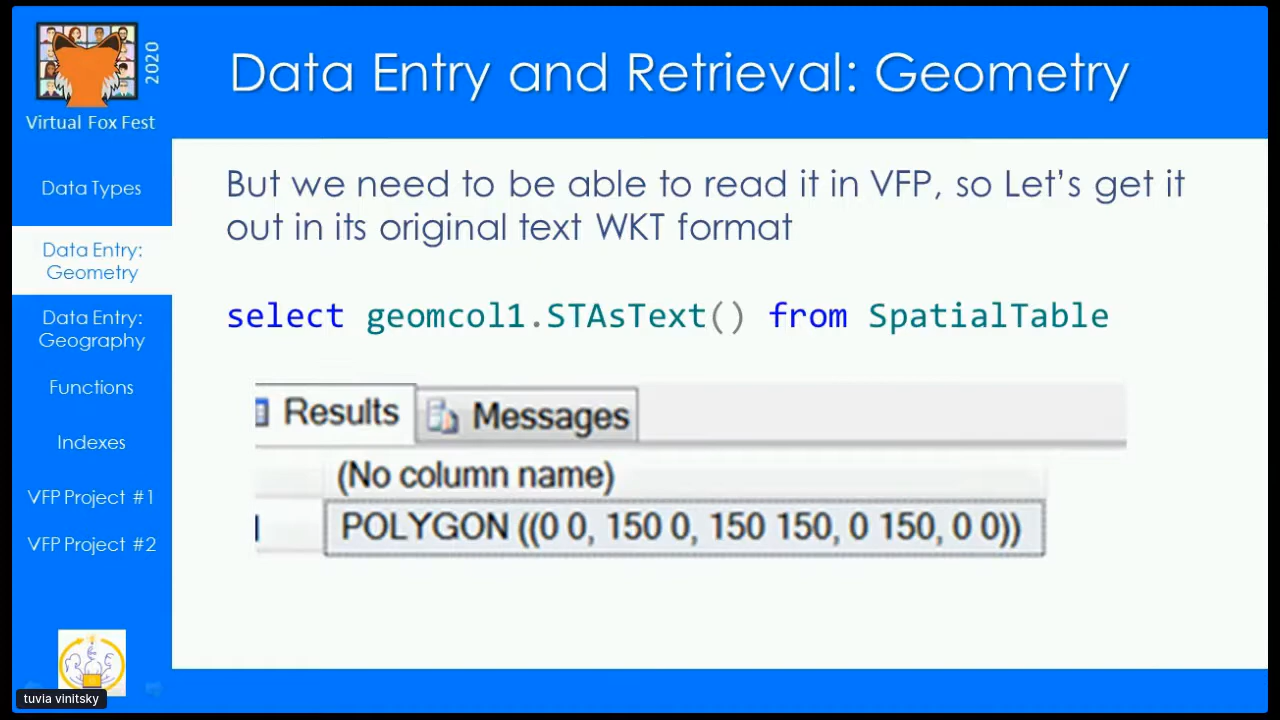 2020
Virtual Fox Fest
Data Entry and Retrieval: Geometry
Data Types
Data Entry:
Geometry
Data Entry:
Geography
Functions
Indexes
VFP Project #1
VFP Project #2
But we need to be able to read it in VFP, so Let's get it
out in its original text WKT format
select geomcol1.STAsText() from SpatialTable
Results Messages
(No column name)
POLYGON ((0 0, 150 0, 150 150, 0 150, 0 0))
tuvia vinitsky